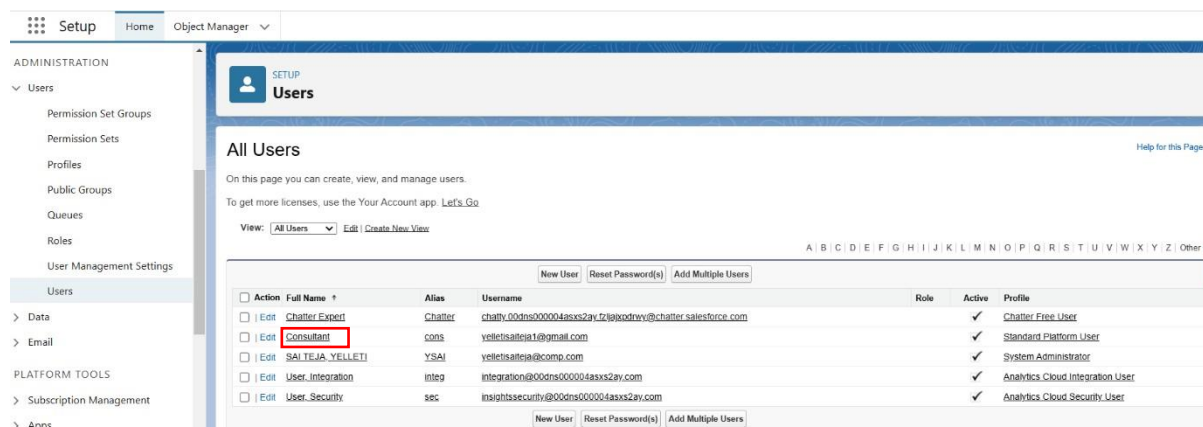 Setup Home Object Manager
ADMINISTRATION
Users
Permission Set Groups
Permission Sets
Profiles
Public Groups
Queues
Roles
User Management Settings
Users
Data
Email
PLATFORM TOOLS
Subscription Management
Apps
SETUP
Users
All Users
Help for this Page
On this page you can create, view, and manage users.
To get more licenses, use the Your Account app. Let's Go
View: All Users Edit | Create New View
A | B | C | D | E | F | G | H | I | J | K | L | M | N | O | P | Q | R | S | T | U | V | W | X | Y | Z | Other
New User Reset Password(s) Add Multiple Users
Action Full Name ↑ Alias Username Role Active Profile
| Edit Chatter Expert Chatter chatty.00dns000004asxs2ay.fzljajxpdrwy@chatter.salesforce.com Chatter Free User
| Edit Consultant cons yelletisaiteja1@gmail.com Standard Platform User
| Edit SAI TEJA, YELLETI YSAI yelletisaiteja@comp.com System Administrator
| Edit User, Integration integ integration@00dns000004asxs2ay.com Analytics Cloud Integration User
| Edit User, Security sec insightssecurity@00dns000004asxs2ay.com Analytics Cloud Security User
New User Reset Password(s) Add Multiple Users